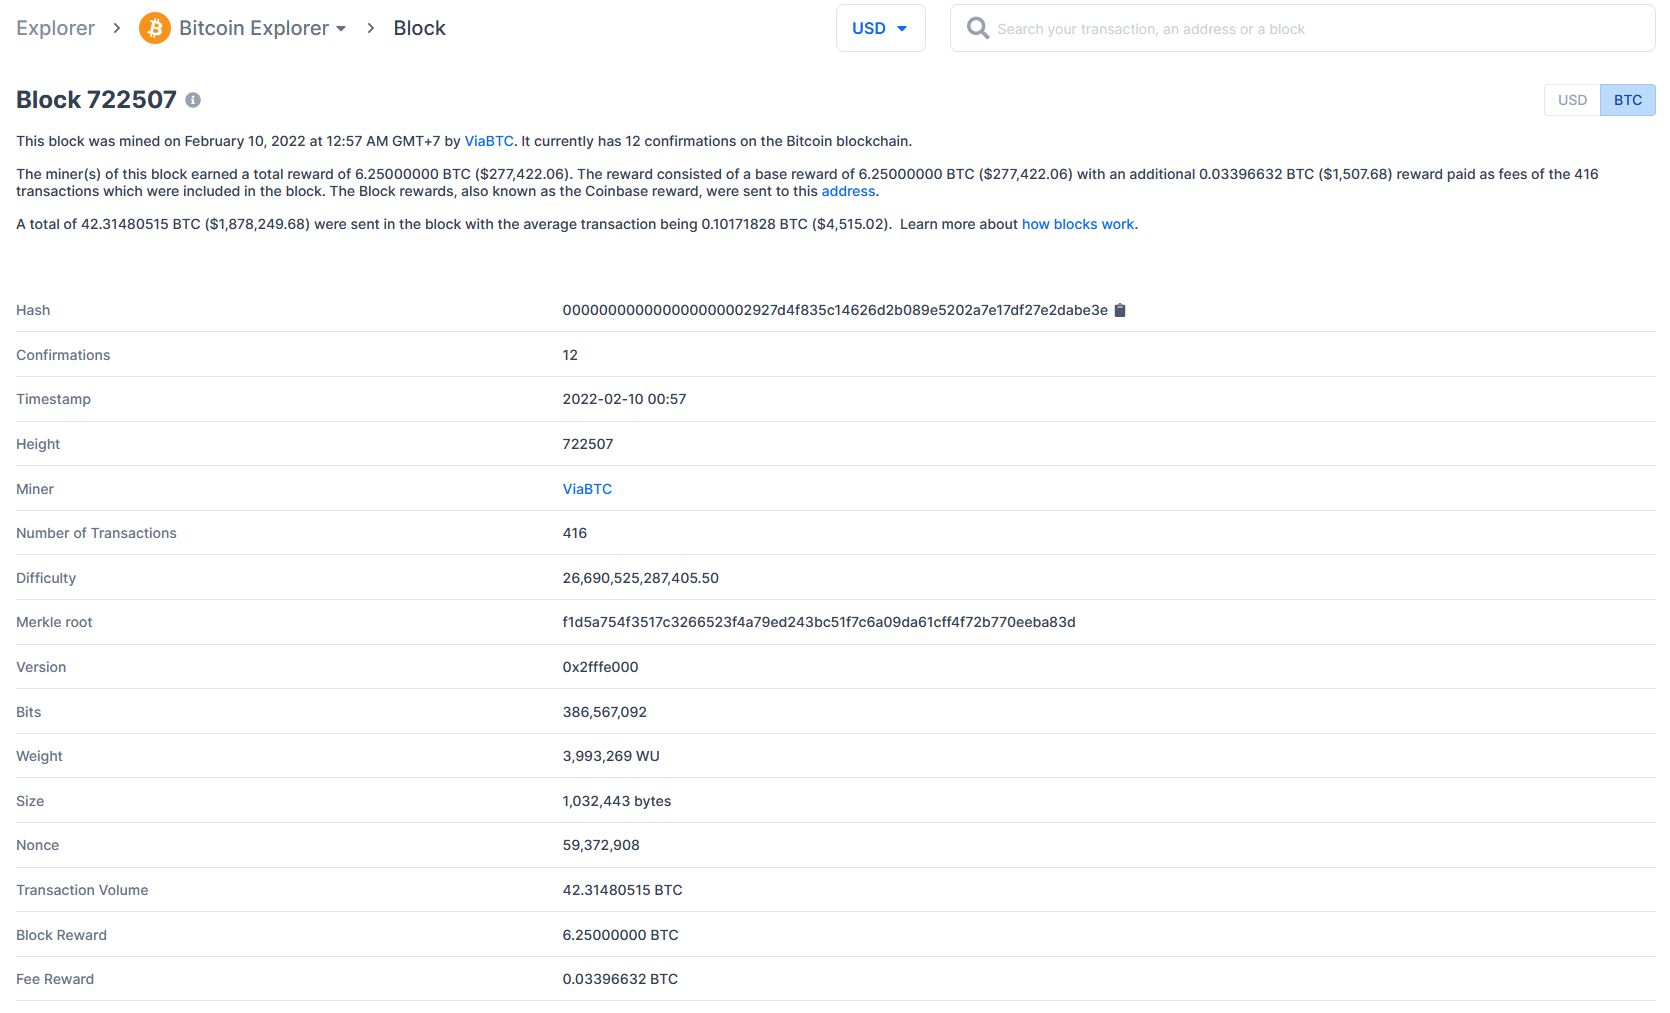 Explorer > Bitcoin Explorer > Block
USD
Search your transaction, an address or a block
Block 722507
USD BTC
This block was mined on February 10, 2022 at 12:57 AM GMT+7 by ViaBTC. It currently has 12 confirmations on the Bitcoin blockchain.
The miner(s) of this block earned a total reward of 6.25000000 BTC ($277,422.06). The reward consisted of a base reward of 6.25000000 BTC ($277,422.06) with an additional 0.03396632 BTC ($1,507.68) reward paid as fees of the 416
transactions which were included in the block. The Block rewards, also known as the Coinbase reward, were sent to this address.
A total of 42.31480515 BTC ($1,878,249.68) were sent in the block with the average transaction being 0.10171828 BTC ($4,515.02). Learn more about how blocks work.
Hash 000000000000000000002927d4f835c14626d2b089e5202a7e17df27e2dabe3e
Confirmations 12
Timestamp 2022-02-10 00:57
Height 722507
Miner ViaBTC
Number of Transactions 416
Difficulty 26,690,525,287,405.50
Merkle root f1d5a754f3517c3266523f4a79ed243bc51f7c6a09da61cff4f72b770eeba83d
Version 0x2fffe000
Bits 386,567,092
Weight 3,993,269 WU
Size 1,032,443 bytes
Nonce 59,372,908
Transaction Volume 42.31480515 BTC
Block Reward 6.25000000 BTC
Fee Reward 0.03396632 BTC